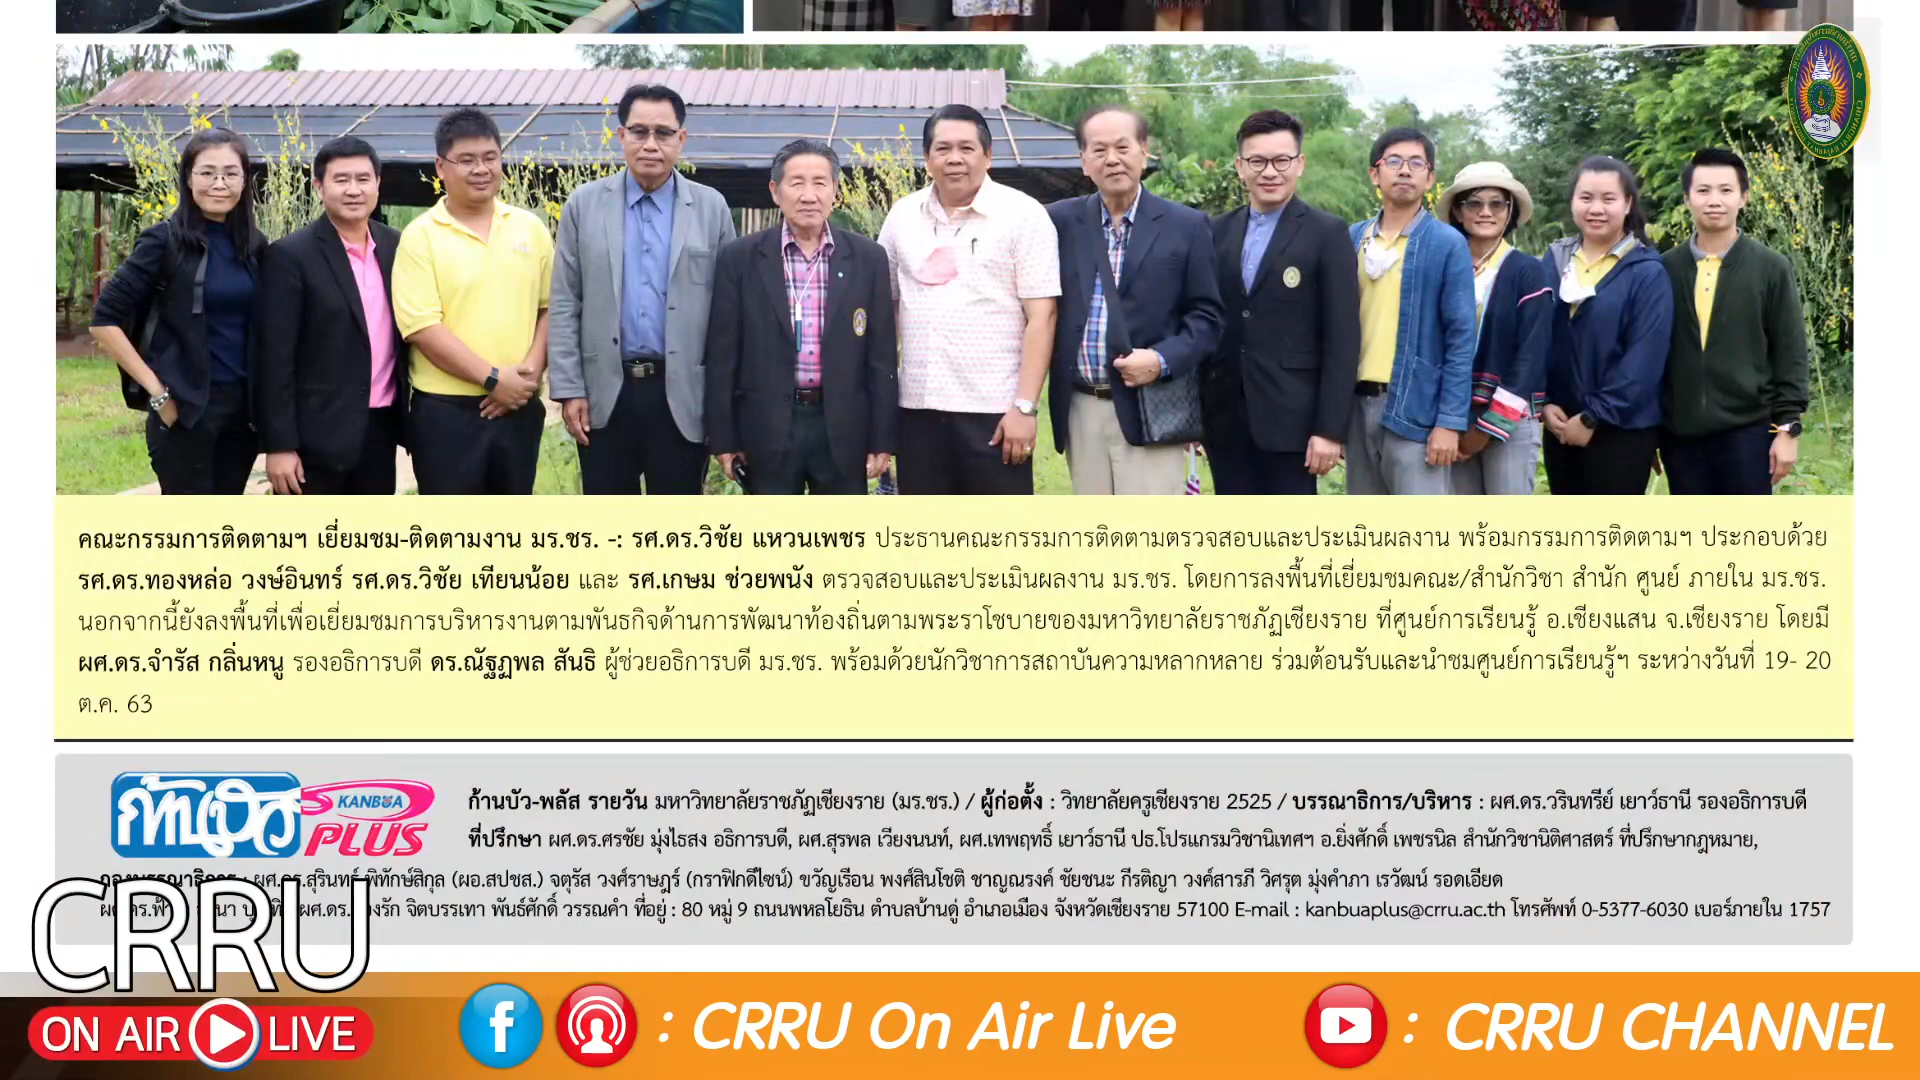 คณะกรรมการติดตามฯ เยี่ยมชม-ติดตามงาน มร.ชร. -: รศ.ดร.วิชัย แหวนเพชร ประธานคณะกรรมการติดตามตรวจสอบและประเมินผลงาน พร้อมกรรมการติดตามฯ ประกอบด้วย
รศ.ดร.ทองหล่อ วงษ์อินทร์ รศ.ดร.วิชัย เทียนน้อย และ รศ.เกษม ช่วยพนัง ตรวจสอบและประเมินผลงาน มร.ชร. โดยการลงพื้นที่เยี่ยมชมคณะ/สำนักวิชา สำนัก ศูนย์ ภายใน มร.ชร.
นอกจากนี้ยังลงพื้นที่เพื่อเยี่ยมชมการบริหารงานตามพันธกิจด้านการพัฒนาท้องถิ่นตามพระราโชบายของมหาวิทยาลัยราชภัฏเชียงราย ที่ศูนย์การเรียนรู้ อ.เชียงแสน จ.เชียงราย โดยมี
ผศ.ดร.จำรัส กลิ่นหนู รองอธิการบดี ดร.ณัฐฏพล สันธิ ผู้ช่วยอธิการบดี มร.ชร. พร้อมด้วยนักวิชาการสถาบันความหลากหลาย ร่วมต้อนรับและนำชมศูนย์การเรียนรู้ฯ ระหว่างวันที่ 19- 20
ต.ค. 63
ก้านบัว KANBUA PLUS
ก้านบัว-พลัส รายวัน มหาวิทยาลัยราชภัฏเชียงราย (มร.ชร.) / ผู้ก่อตั้ง : วิทยาลัยครูเชียงราย 2525 / บรรณาธิการ/บริหาร : ผศ.ดร.วรินทรีย์ เยาว์ธานี รองอธิการบดี
ที่ปรึกษา ผศ.ดร.ศรชัย มุ่งไธสง อธิการบดี, ผศ.สุรพล เวียงนนท์, ผศ.เทพฤทธิ์ เยาว์ธานี ปธ.โปรแกรมวิชานิเทศฯ อ.ยิ่งศักดิ์ เพชรนิล สำนักวิชานิติศาสตร์ ที่ปรึกษากฎหมาย,
กองบรรณาธิการ : ผศ.ดร.สุรินทร์ พิทักษ์สิกุล (ผอ.สปชส.) จตุรัส วงศ์ราษฎร์ (กราฟิกดีไซน์) ขวัญเรือน พงศ์สินโชติ ชาญณรงค์ ชัยชนะ กีรติญา วงค์สารภี วิศรุต มุ่งคำภา เรวัฒน์ รอดเอียด
จิตบรรเทา พันธ์ศักดิ์ วรรณคำ ที่อยู่ : 80 หมู่ 9 ถนนพหลโยธิน ตำบลบ้านดู่ อำเภอเมือง จังหวัดเชียงราย 57100 E-mail : kanbuaplus@crru.ac.th โทรศัพท์ 0-5377-6030 เบอร์ภายใน 1757
CRRU
ON AIR LIVE
: CRRU On Air Live
: CRRU CHANNEL